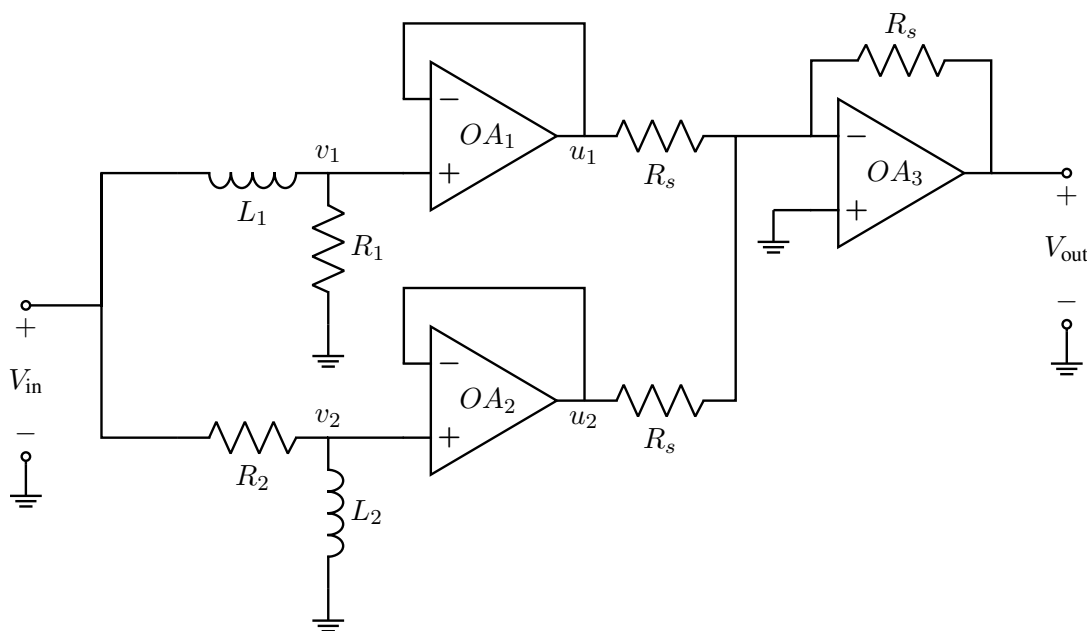 R_s
−
OA_1
+
u_1
R_s
−
OA_3
+
v_1
L_1
R_1
+
V_out
−
+
V_in
−
−
OA_2
+
u_2
R_s
v_2
R_2
L_2